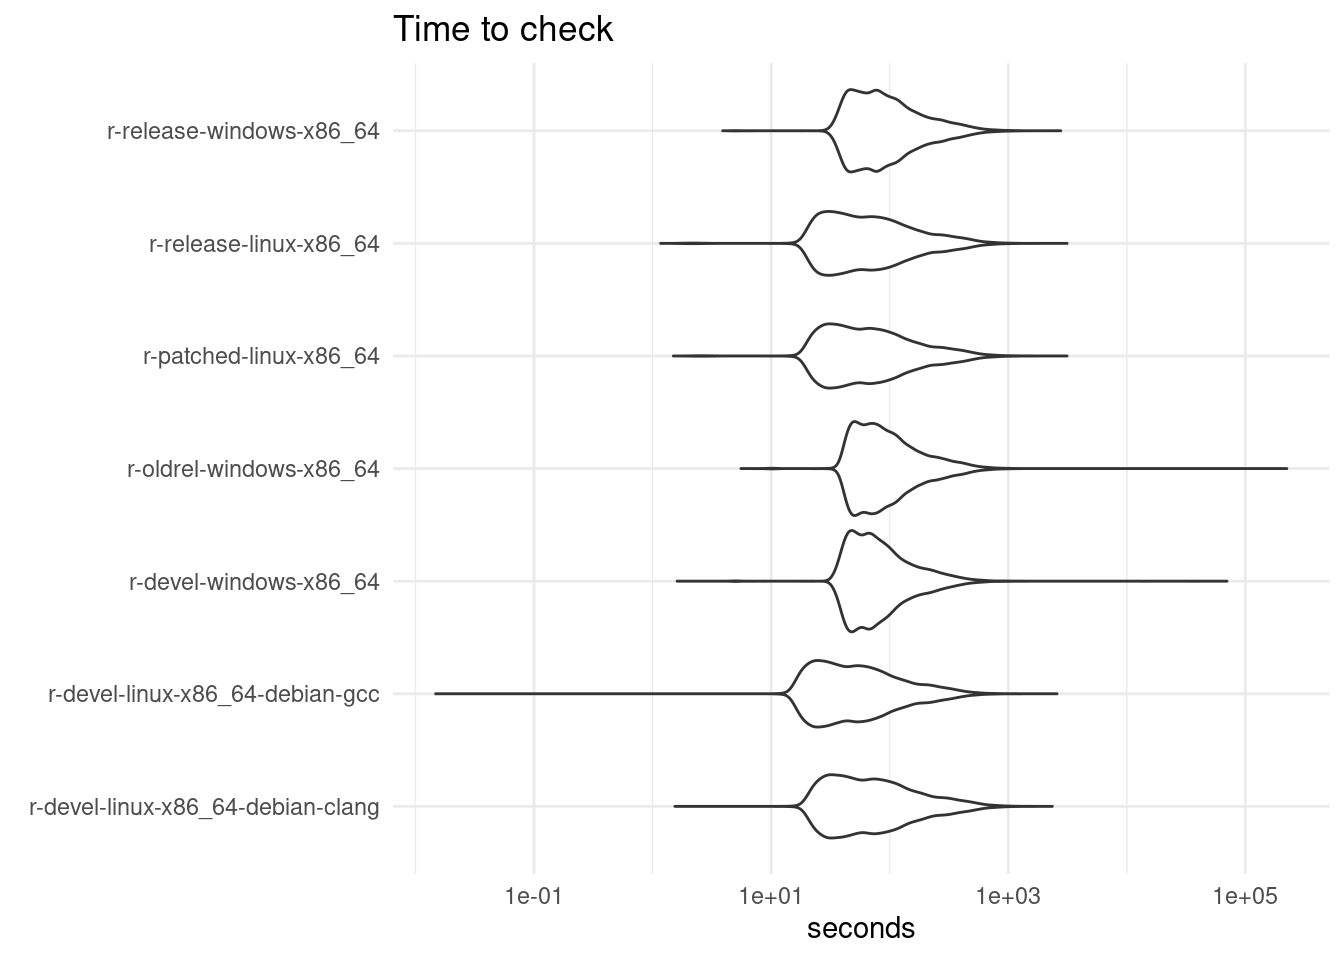 Time to check
r-release-windows-x86_64
r-release-linux-x86_64
r-patched-linux-x86_64
r-oldrel-windows-x86_64
r-devel-windows-x86_64
r-devel-linux-x86_64-debian-gcc
r-devel-linux-x86_64-debian-clang
1e-01 1e+01 1e+03 1e+05
seconds